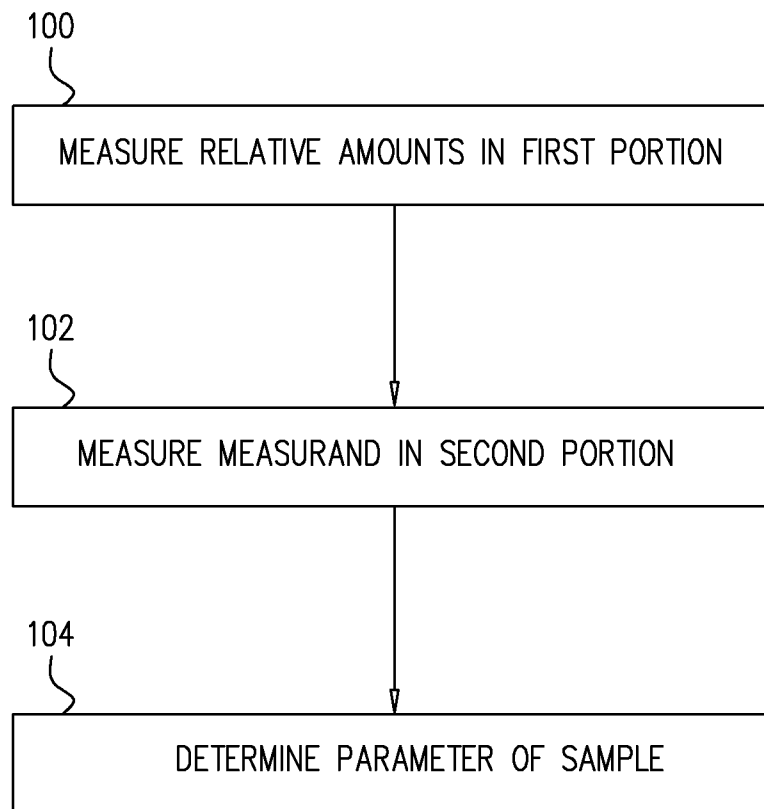 100
MEASURE RELATIVE AMOUNTS IN FIRST PORTION
102
MEASURE MEASURAND IN SECOND PORTION
104
DETERMINE PARAMETER OF SAMPLE